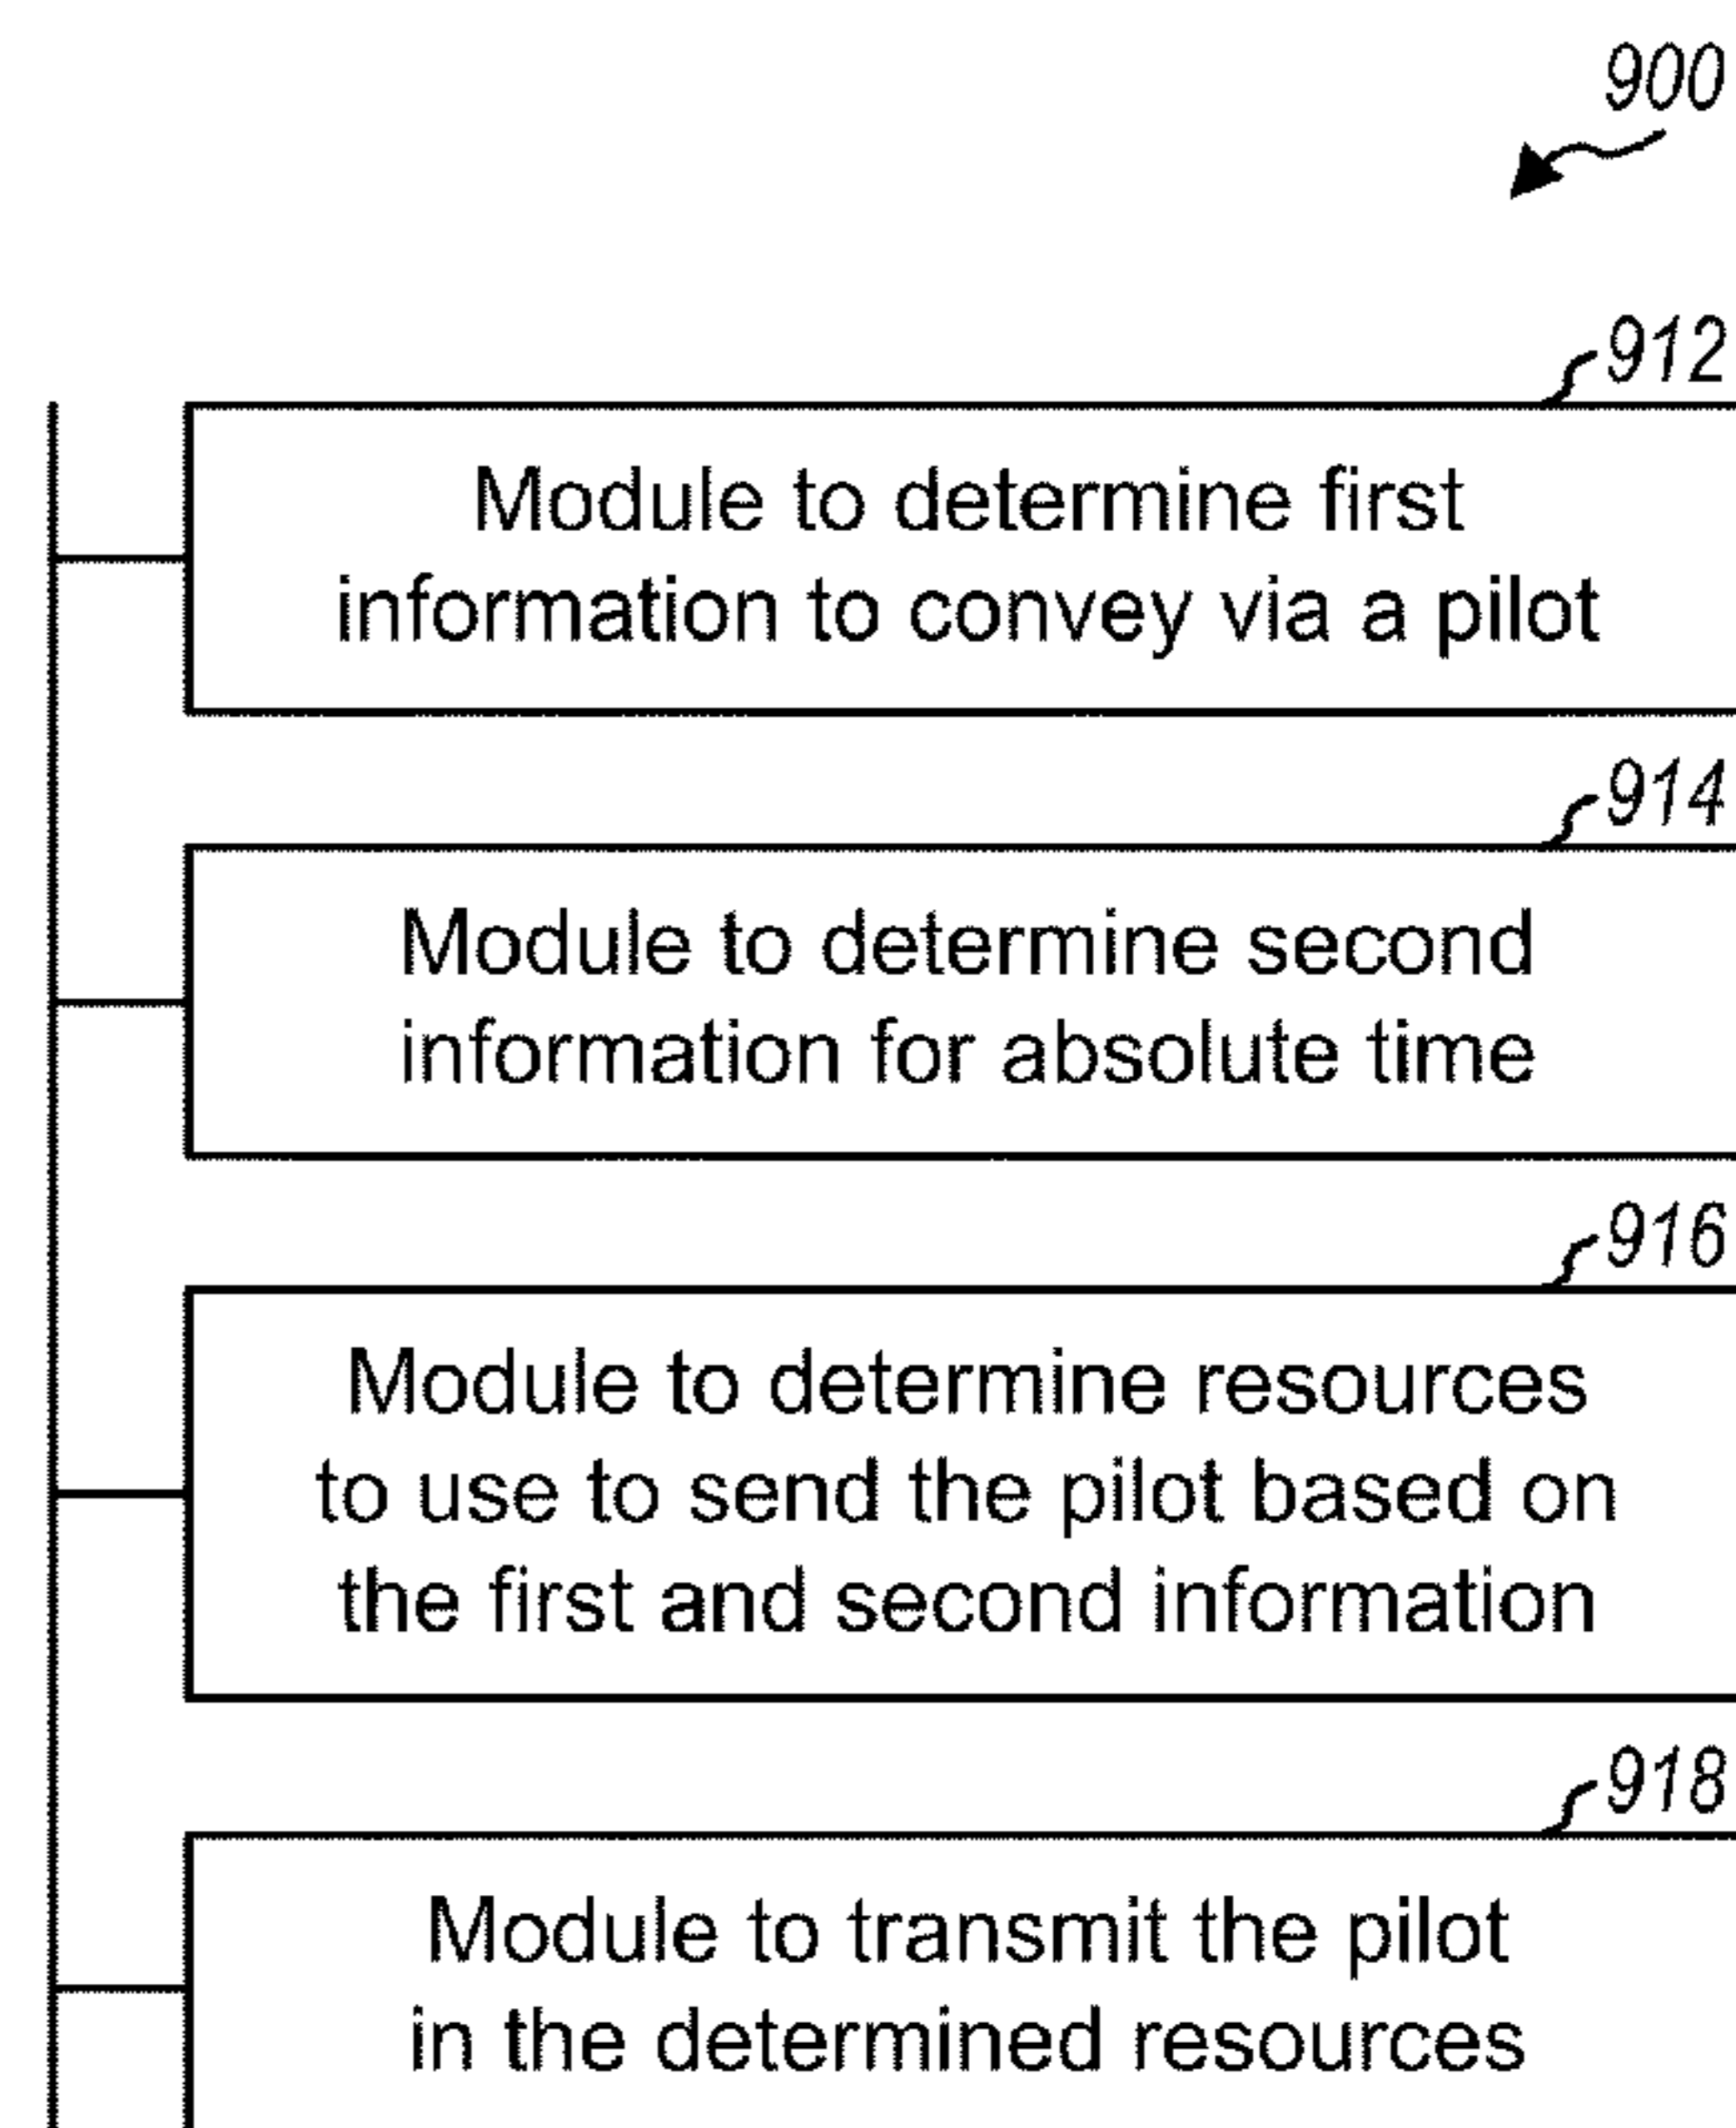 900
912
Module to determine first
information to convey via a pilot
914
Module to determine second
information for absolute time
916
Module to determine resources
to use to send the pilot based on
the first and second information
918
Module to transmit the pilot
in the determined resources